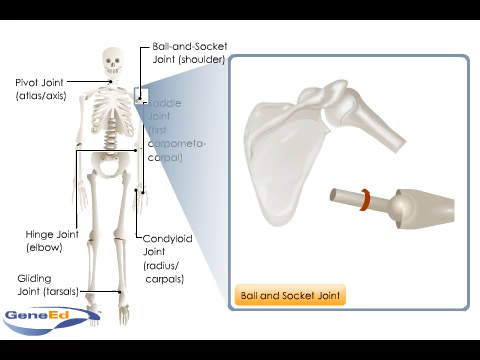 Ball-and-Socket
Joint (shoulder)
Pivot Joint
(atlas/axis)
Saddle
Joint
(first
carpometa-
carpal)
Hinge Joint
(elbow)
Condyloid
Joint
(radius/
carpals)
Gliding
Joint (tarsals)
Ball and Socket Joint
GeneEd